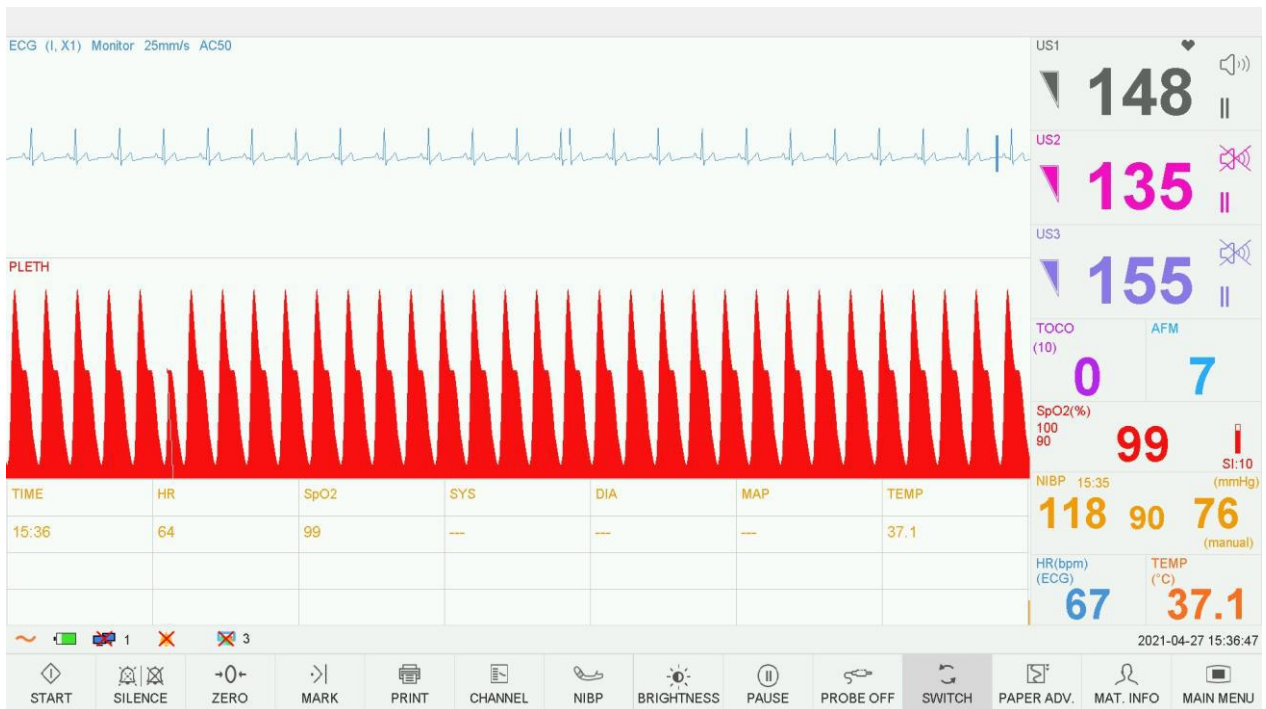 ECG (I, X1) Monitor 25mm/s AC50
PLETH
TIME HR SpO2 SYS DIA MAP TEMP
15:36 64 99 --- --- --- 37.1
US1
148
US2
135
US3
155
TOCO AFM
(10)
0 7
SpO2(%)
100
90
99
SI:10
NIBP 15:35 (mmHg)
118 90 76
(manual)
HR(bpm) TEMP
(ECG) (°C)
67 37.1
1 3
2021-04-27 15:36:47
START SILENCE ZERO MARK PRINT CHANNEL NIBP BRIGHTNESS PAUSE PROBE OFF SWITCH PAPER ADV. MAT. INFO MAIN MENU